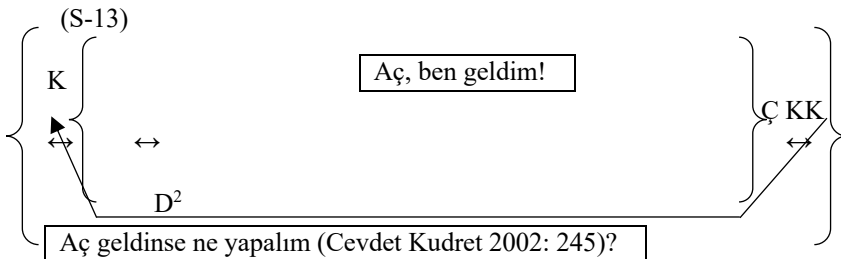 (S-13)
Aç, ben geldim!
K
Ç KK
↔ ↔ ↔
D²
Aç geldinse ne yapalım (Cevdet Kudret 2002: 245)?